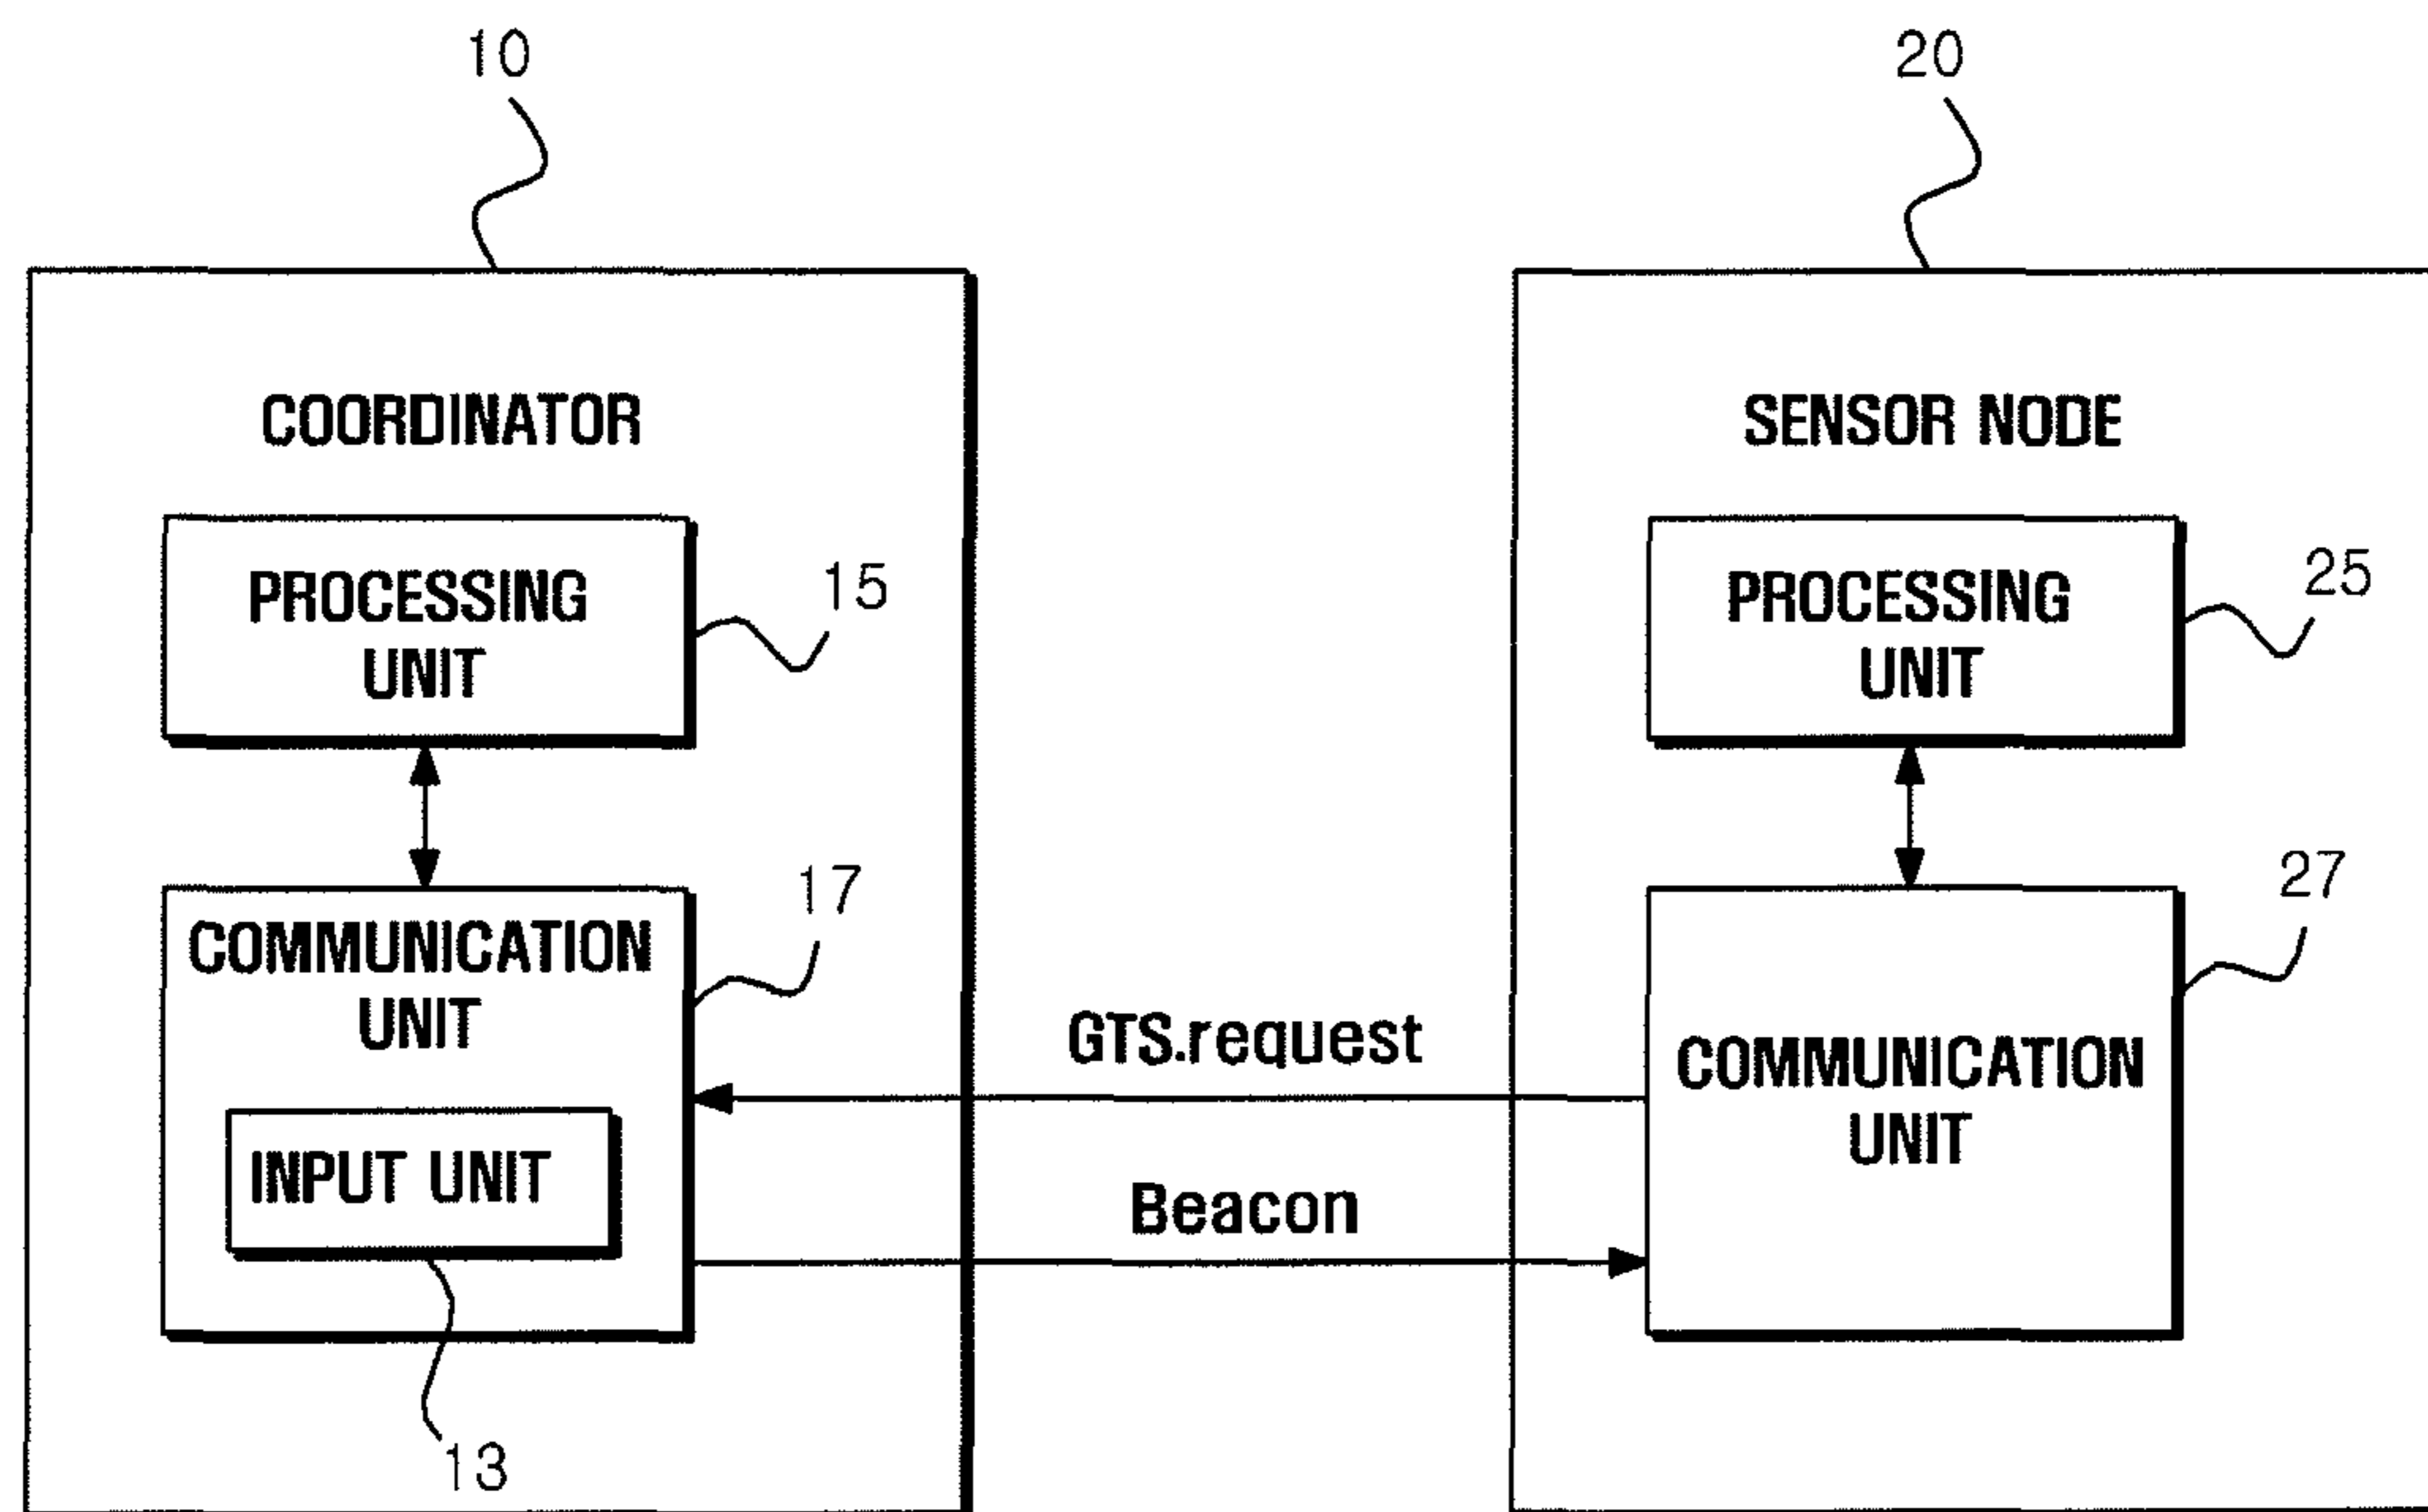 10
20
COORDINATOR
SENSOR NODE
PROCESSING
UNIT
15
PROCESSING
UNIT
25
COMMUNICATION
UNIT
17
INPUT UNIT
13
GTS.request
Beacon
COMMUNICATION
UNIT
27